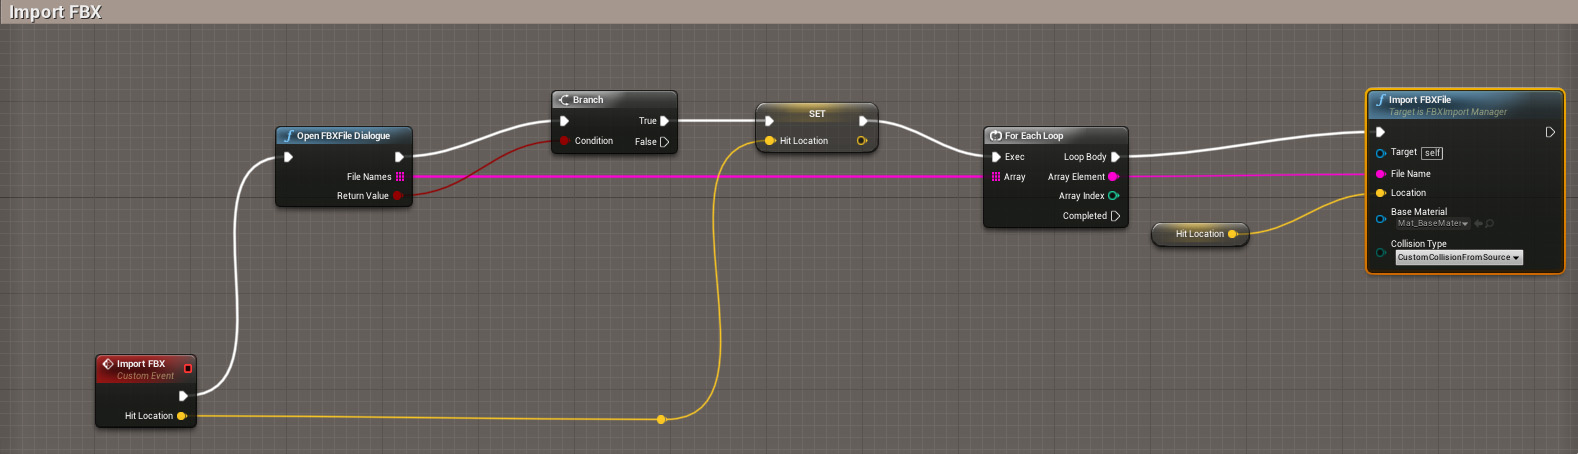 Import FBX
Open FBXFile Dialogue
File Names
Return Value
Branch
True
Condition
False
SET
Hit Location
For Each Loop
Exec
Loop Body
Array
Array Element
Array Index
Completed
Hit Location
Import FBXFile
Target is FBXImport Manager
Target self
File Name
Location
Base Material
Mat_BaseMater
Collision Type
CustomCollisionFromSource
Import FBX
Custom Event
Hit Location